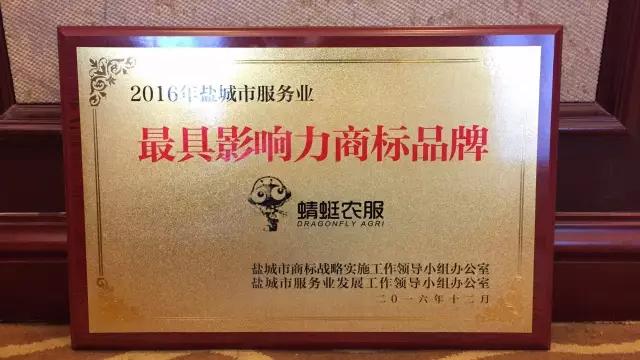 2016年盐城市服务业
最具影响力商标品牌
蜻蜓农服
DRAGONFLY AGRI
盐城市商标战略实施工作领导小组办公室
盐城市服务业发展工作领导小组办公室
二〇一六年十二月